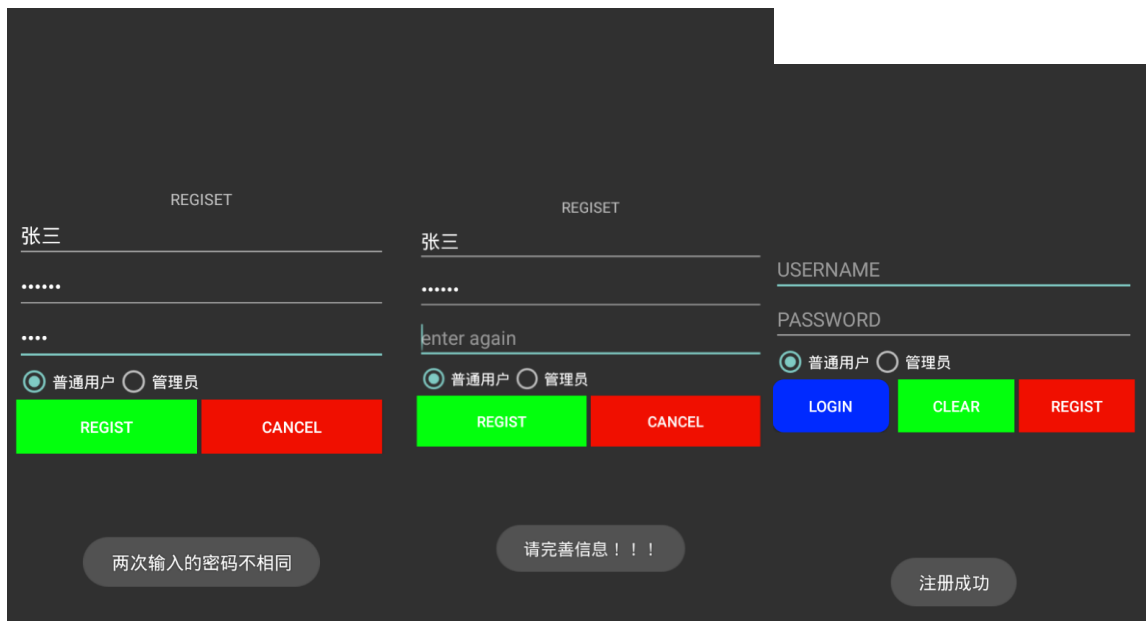 REGISET
张三
••••••
••••
普通用户 管理员
REGIST CANCEL
两次输入的密码不相同
REGISET
张三
••••••
enter again
普通用户 管理员
REGIST CANCEL
请完善信息！！！
USERNAME
PASSWORD
普通用户 管理员
LOGIN CLEAR REGIST
注册成功